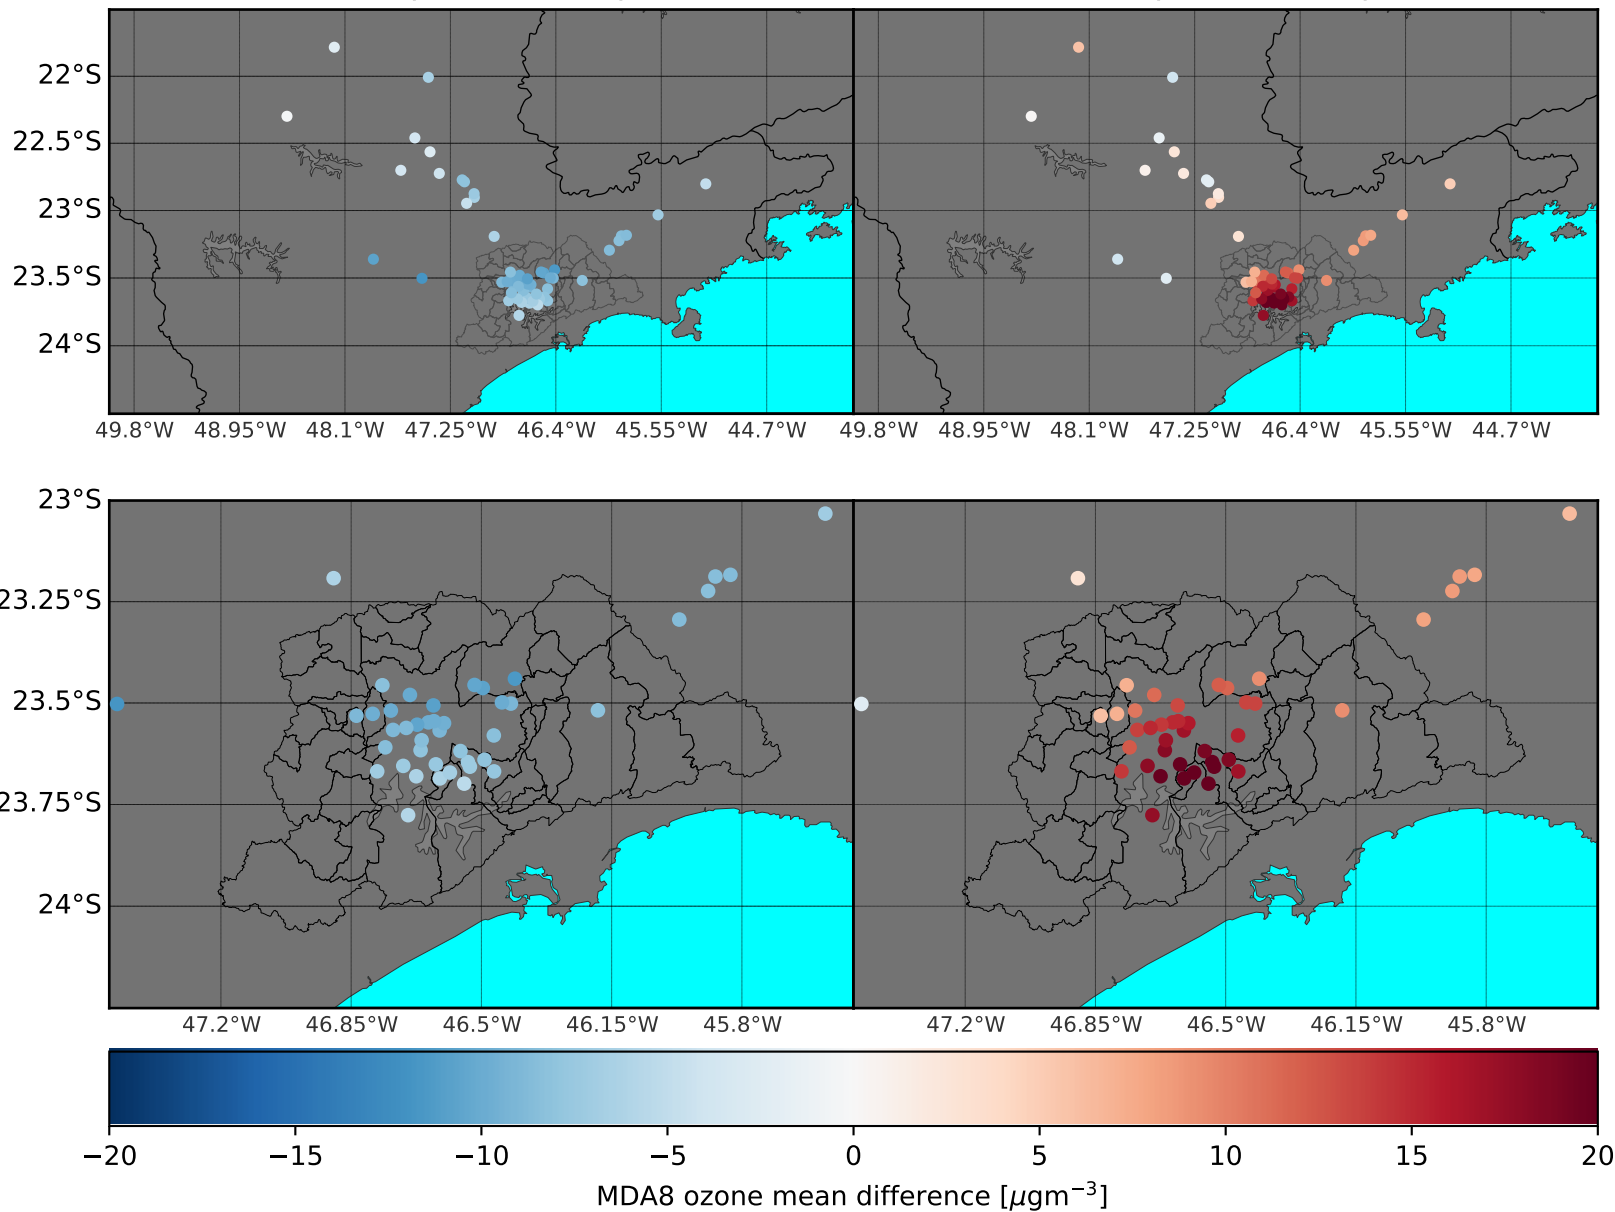 22°S
22.5°S
23°S
23.5°S
24°S
49.8°W 48.95°W 48.1°W 47.25°W 46.4°W 45.55°W 44.7°W 49.8°W 48.95°W 48.1°W 47.25°W 46.4°W 45.55°W 44.7°W
23°S
23.25°S
23.5°S
23.75°S
24°S
47.2°W 46.85°W 46.5°W 46.15°W 45.8°W 47.2°W 46.85°W 46.5°W 46.15°W 45.8°W
−20 −15 −10 −5 0 5 10 15 20
MDA8 ozone mean difference [μgm⁻³]